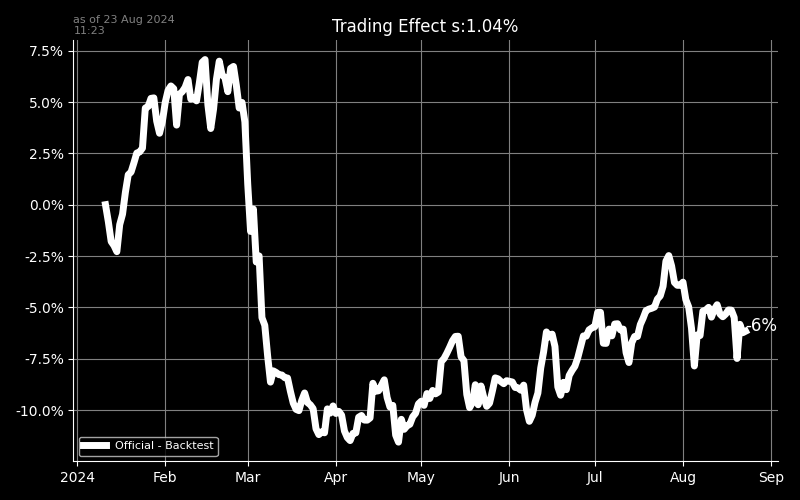 as of 23 Aug 2024
11:23
Trading Effect s:1.04%
7.5%
5.0%
2.5%
0.0%
-2.5%
-5.0%
-7.5%
-10.0%
-6%
Official - Backtest
2024 Feb Mar Apr May Jun Jul Aug Sep